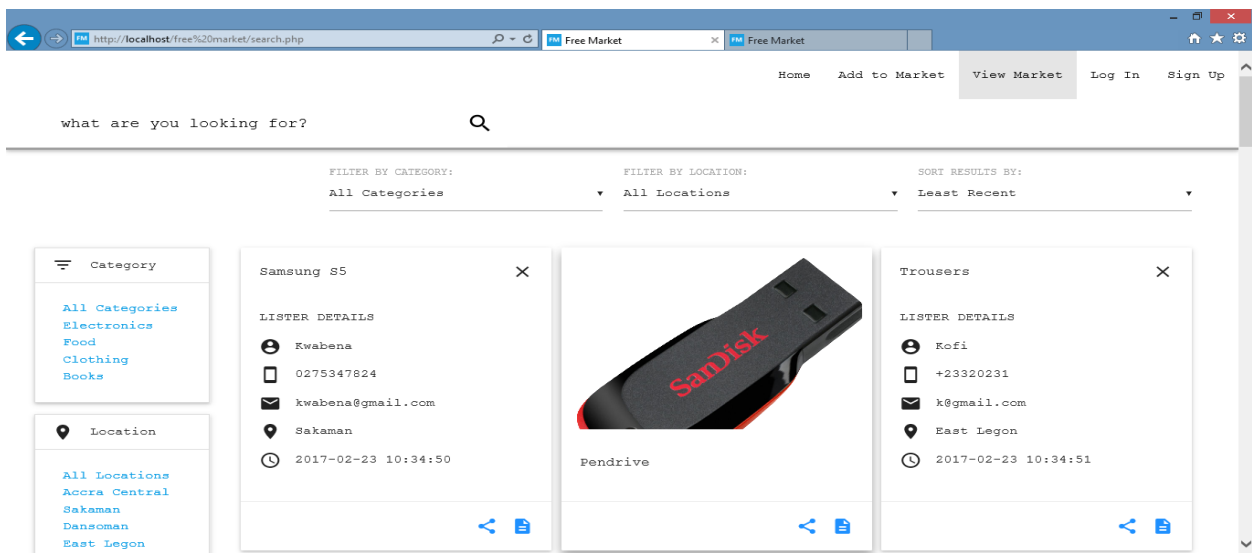 http://localhost/free%20market/search.php
FM Free Market
FM Free Market
Home Add to Market View Market Log In Sign Up
what are you looking for?
FILTER BY CATEGORY: FILTER BY LOCATION: SORT RESULTS BY:
All Categories All Locations Least Recent
Category
All Categories
Electronics
Food
Clothing
Books
Location
All Locations
Accra Central
Sakaman
Dansoman
East Legon
Samsung S5
LISTER DETAILS
Kwabena
0275347824
kwabena@gmail.com
Sakaman
2017-02-23 10:34:50
SanDisk
Pendrive
Trousers
LISTER DETAILS
Kofi
+23320231
k@gmail.com
East Legon
2017-02-23 10:34:51